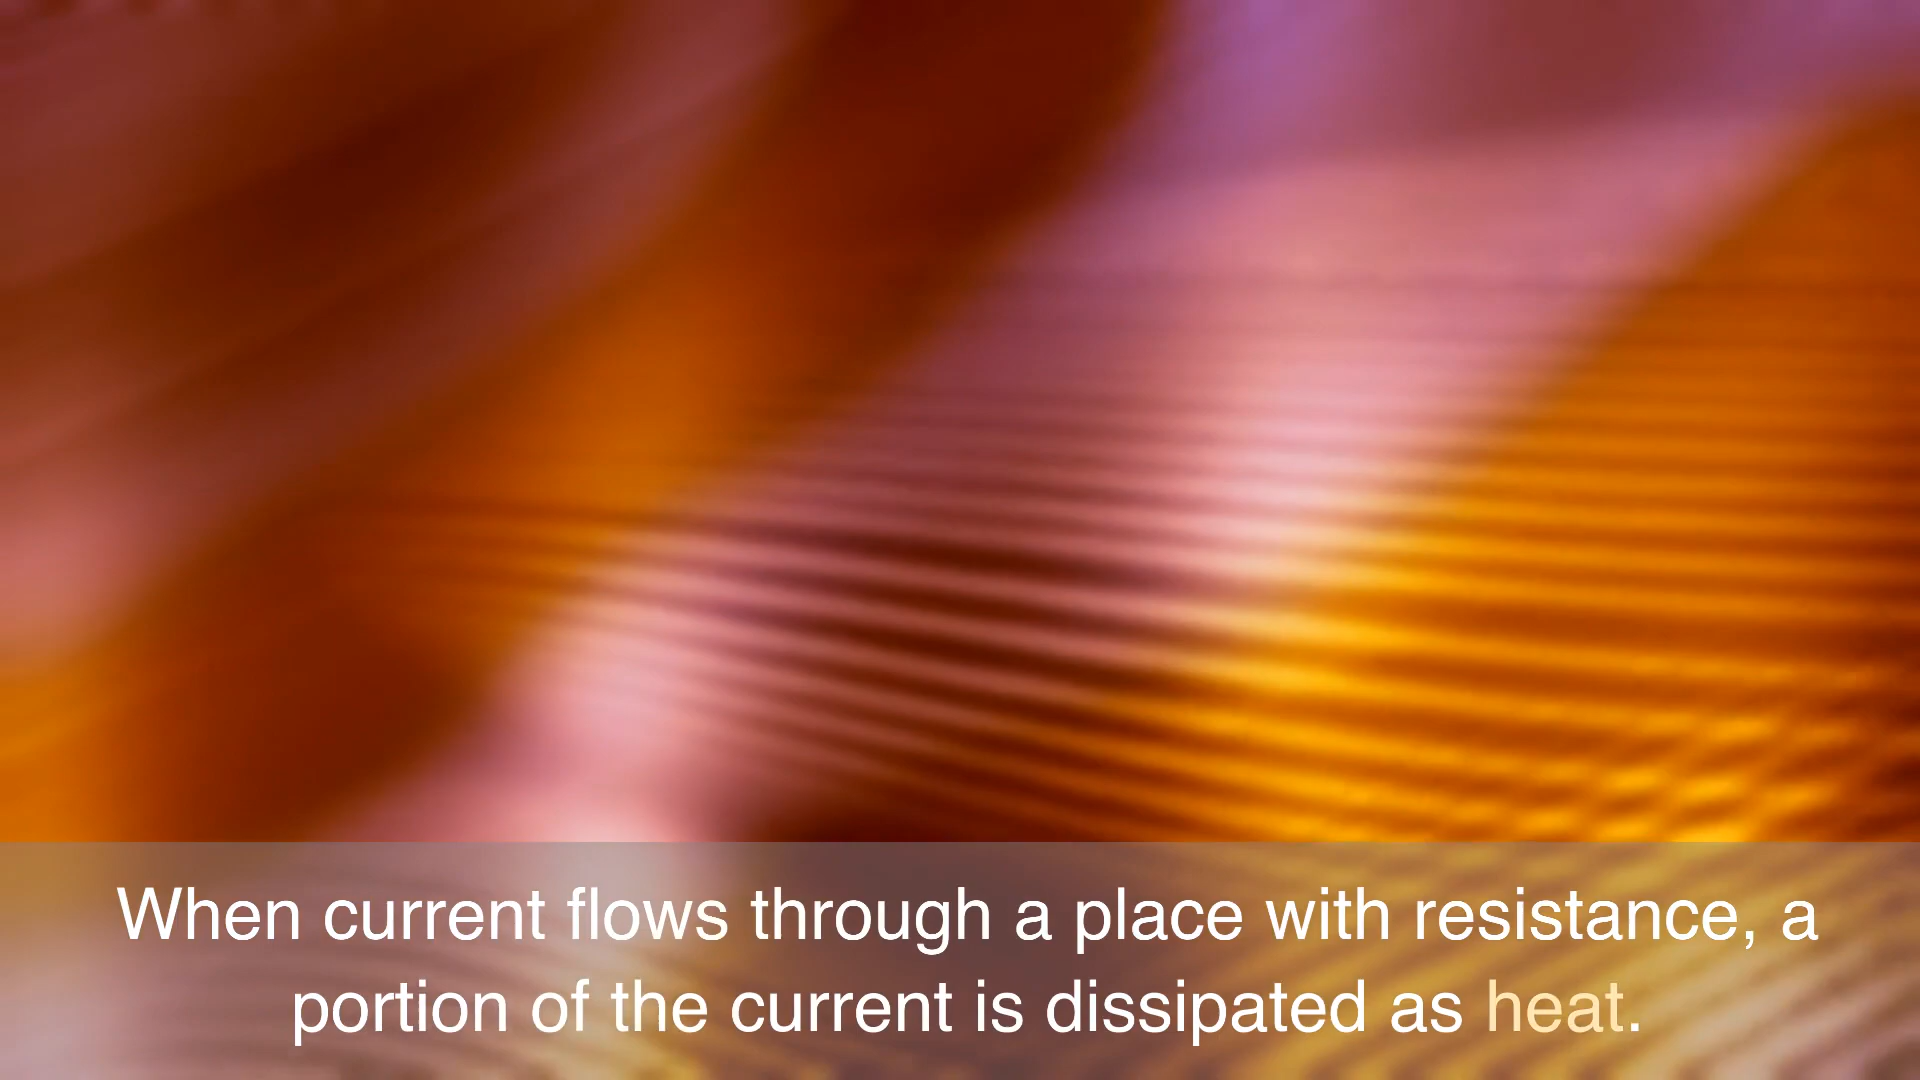 When current flows through a place with resistance, a
portion of the current is dissipated as heat.